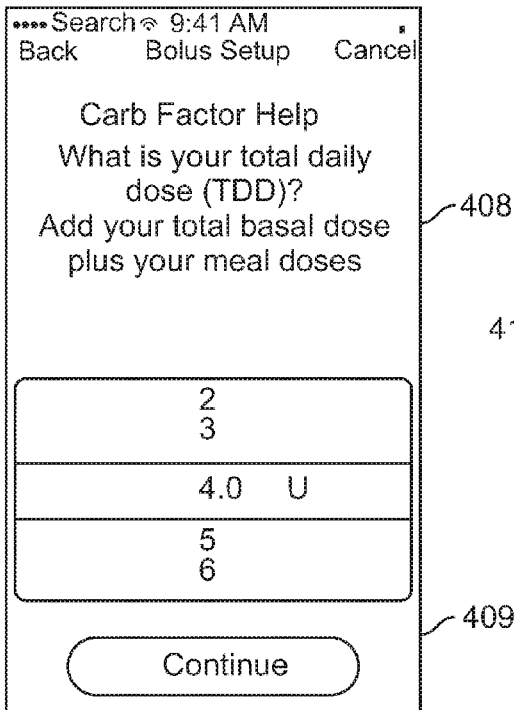 Search 9:41 AM
Back Bolus Setup Cancel
Carb Factor Help
What is your total daily
dose (TDD)?
Add your total basal dose
plus your meal doses
408
41
2
3
4.0 U
5
6
409
Continue